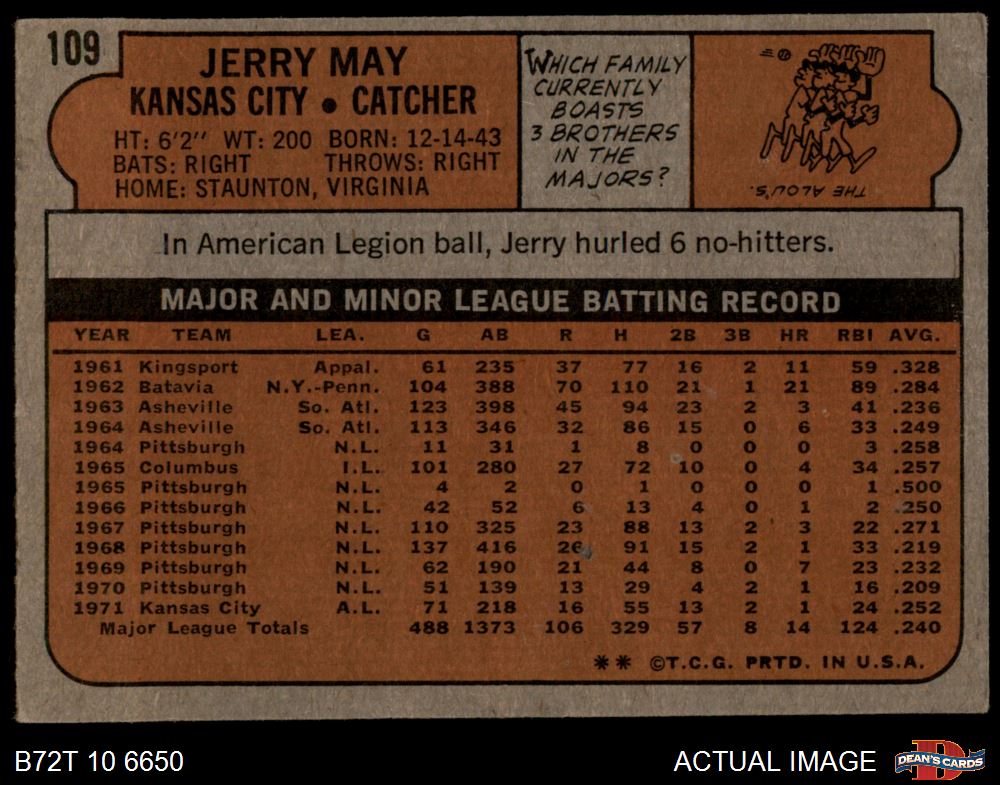 109
JERRY MAY
KANSAS CITY • CATCHER
HT: 6'2" WT: 200 BORN: 12-14-43
BATS: RIGHT THROWS: RIGHT
HOME: STAUNTON, VIRGINIA
WHICH FAMILY
CURRENTLY
BOASTS
3 BROTHERS
IN THE
MAJORS?
THE ALOU'S.
In American Legion ball, Jerry hurled 6 no-hitters.
MAJOR AND MINOR LEAGUE BATTING RECORD
YEAR TEAM LEA. G AB R H 2B 3B HR RBI AVG.
1961 Kingsport Appal. 61 235 37 77 16 2 11 59 .328
1962 Batavia N.Y.-Penn. 104 388 70 110 21 1 21 89 .284
1963 Asheville So. Atl. 123 398 45 94 23 2 3 41 .236
1964 Asheville So. Atl. 113 346 32 86 15 0 6 33 .249
1964 Pittsburgh N.L. 11 31 1 8 0 0 0 3 .258
1965 Columbus I.L. 101 280 27 72 10 0 4 34 .257
1965 Pittsburgh N.L. 4 2 0 1 0 0 0 1 .500
1966 Pittsburgh N.L. 42 52 6 13 4 0 1 2 .250
1967 Pittsburgh N.L. 110 325 23 88 13 2 3 22 .271
1968 Pittsburgh N.L. 137 416 26 91 15 2 1 33 .219
1969 Pittsburgh N.L. 62 190 21 44 8 0 7 23 .232
1970 Pittsburgh N.L. 51 139 13 29 4 2 1 16 .209
1971 Kansas City A.L. 71 218 16 55 13 2 1 24 .252
Major League Totals 488 1373 106 329 57 8 14 124 .240
** ©T.C.G. PRTD. IN U.S.A.
B72T 10 6650
ACTUAL IMAGE
DEAN'S CARDS